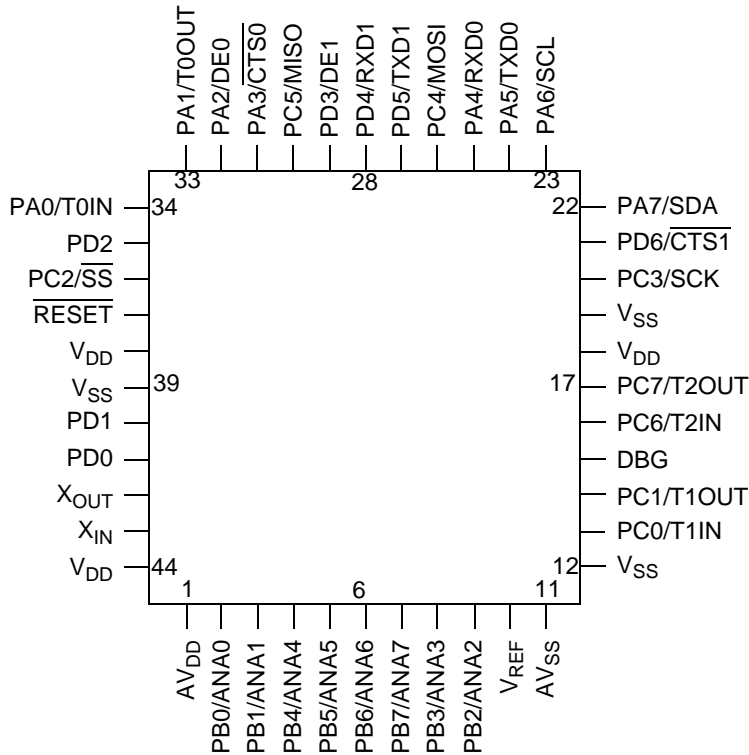 PA1/T0OUT
PA2/DE0
PA3/CTS0
PC5/MISO
PD3/DE1
PD4/RXD1
PD5/TXD1
PC4/MOSI
PA4/RXD0
PA5/TXD0
PA6/SCL
33
28
23
PA0/T0IN
34
PD2
PC2/SS
RESET
VDD
VSS
39
PD1
PD0
XOUT
XIN
VDD
44
22
PA7/SDA
PD6/CTS1
PC3/SCK
VSS
VDD
17
PC7/T2OUT
PC6/T2IN
DBG
PC1/T1OUT
PC0/T1IN
12
VSS
1
6
11
AVDD
PB0/ANA0
PB1/ANA1
PB4/ANA4
PB5/ANA5
PB6/ANA6
PB7/ANA7
PB3/ANA3
PB2/ANA2
VREF
AVSS